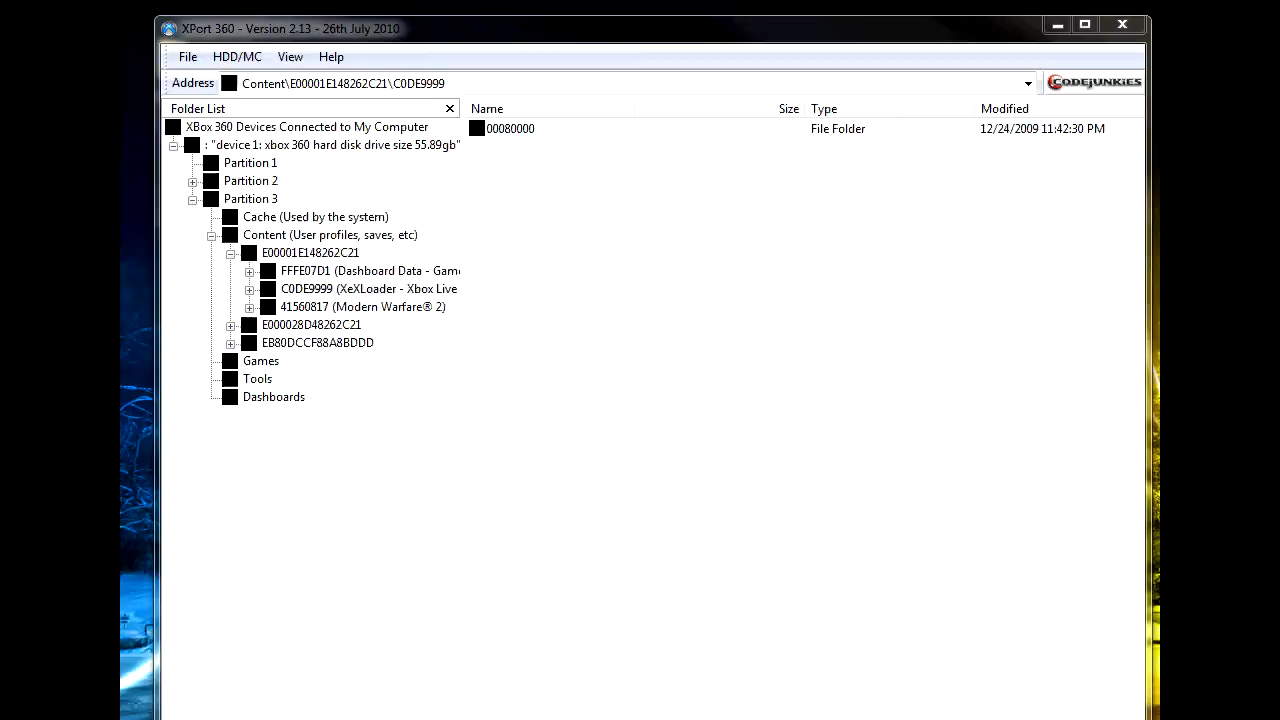 XPort 360 - Version 2.13 - 26th July 2010
File HDD/MC View Help
Address Content\E00001E148262C21\C0DE9999 CODEJUNKIES
Folder List Name Size Type Modified
XBox 360 Devices Connected to My Computer
00080000 File Folder 12/24/2009 11:42:30 PM
: "device 1: xbox 360 hard disk drive size 55.89gb"
Partition 1
Partition 2
Partition 3
Cache (Used by the system)
Content (User profiles, saves, etc)
E00001E148262C21
FFFE07D1 (Dashboard Data - Game
C0DE9999 (XeXLoader - Xbox Live
41560817 (Modern Warfare® 2)
E000028D48262C21
EB80DCCF88A8BDDD
Games
Tools
Dashboards